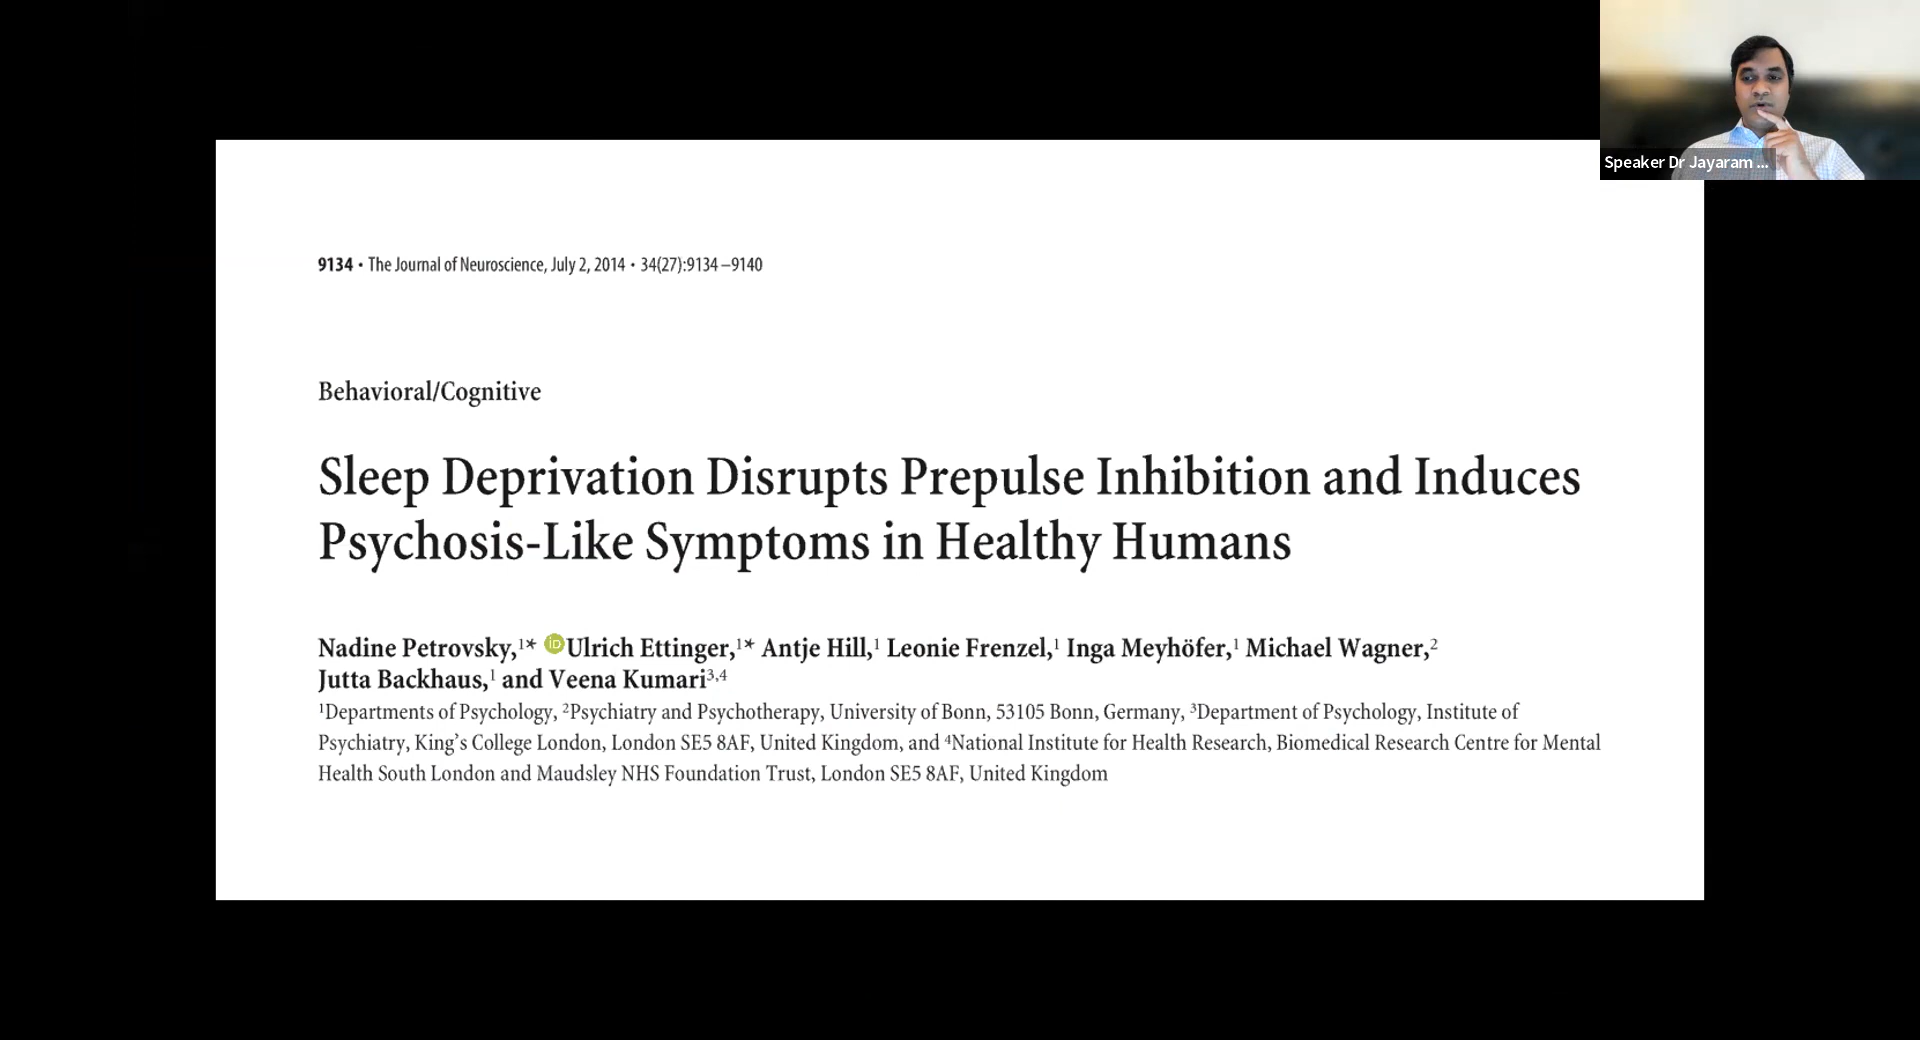 Speaker Dr Jayaram ...
9134 • The Journal of Neuroscience, July 2, 2014 • 34(27):9134–9140
Behavioral/Cognitive
Sleep Deprivation Disrupts Prepulse Inhibition and Induces
Psychosis-Like Symptoms in Healthy Humans
Nadine Petrovsky,¹* iD Ulrich Ettinger,¹* Antje Hill,¹ Leonie Frenzel,¹ Inga Meyhöfer,¹ Michael Wagner,²
Jutta Backhaus,¹ and Veena Kumari³,⁴
¹Departments of Psychology, ²Psychiatry and Psychotherapy, University of Bonn, 53105 Bonn, Germany, ³Department of Psychology, Institute of
Psychiatry, King's College London, London SE5 8AF, United Kingdom, and ⁴National Institute for Health Research, Biomedical Research Centre for Mental
Health South London and Maudsley NHS Foundation Trust, London SE5 8AF, United Kingdom